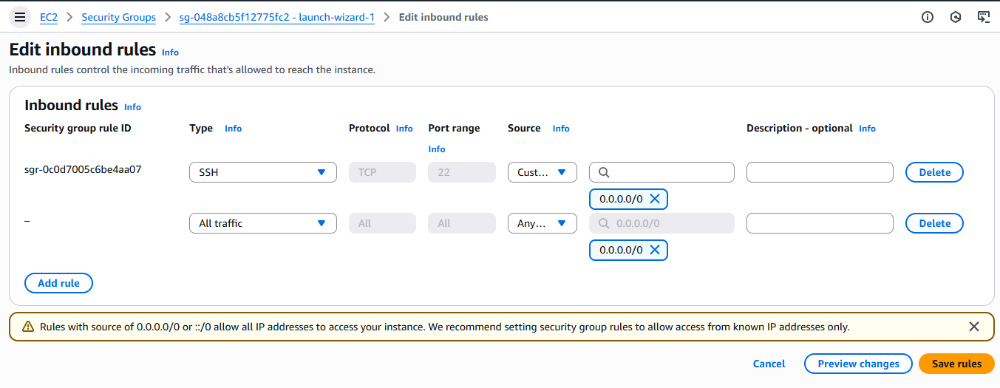 EC2 > Security Groups > sg-048a8cb5f12775fc2 - launch-wizard-1 > Edit inbound rules
Edit inbound rules Info
Inbound rules control the incoming traffic that's allowed to reach the instance.
Inbound rules Info
Security group rule ID Type Info Protocol Info Port range Source Info Description - optional Info
Info
sgr-0c0d7005c6be4aa07 SSH TCP 22 Cust... Delete
0.0.0.0/0
– All traffic All All Any... 0.0.0.0/0 Delete
0.0.0.0/0
Add rule
Rules with source of 0.0.0.0/0 or ::/0 allow all IP addresses to access your instance. We recommend setting security group rules to allow access from known IP addresses only.
Cancel Preview changes Save rules